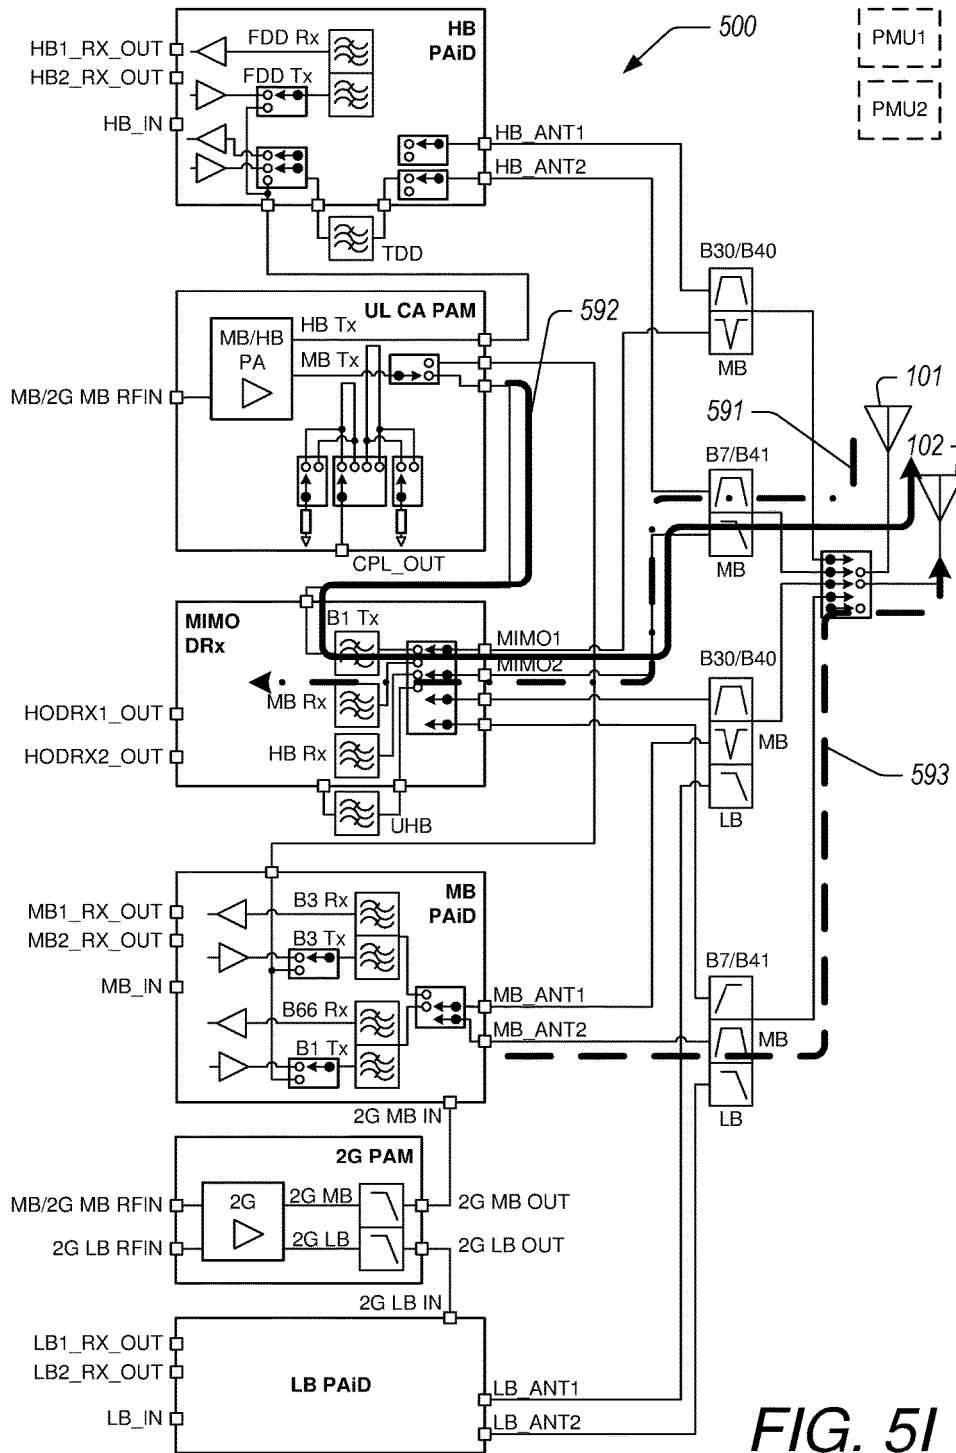 HB
PAiD
HB1_RX_OUT
FDD Rx
HB2_RX_OUT
FDD Tx
HB_IN
HB_ANT1
HB_ANT2
TDD
500
PMU1
PMU2
B30/B40
MB
UL CA PAM
HB Tx
MB/HB
PA
MB Tx
MB/2G MB RFIN
CPL_OUT
592
591
101
102
B7/B41
MB
MIMO
DRx
B1 Tx
MIMO1
MIMO2
MB Rx
HODRX1_OUT
HB Rx
HODRX2_OUT
UHB
B30/B40
MB
LB
593
MB
PAiD
MB1_RX_OUT
B3 Rx
MB2_RX_OUT
B3 Tx
MB_IN
B66 Rx
B1 Tx
MB_ANT1
MB_ANT2
B7/B41
MB
LB
2G MB IN
2G PAM
MB/2G MB RFIN
2G
2G MB
2G MB OUT
2G LB RFIN
2G LB
2G LB OUT
2G LB IN
LB1_RX_OUT
LB2_RX_OUT
LB PAiD
LB_IN
LB_ANT1
LB_ANT2
FIG. 5I